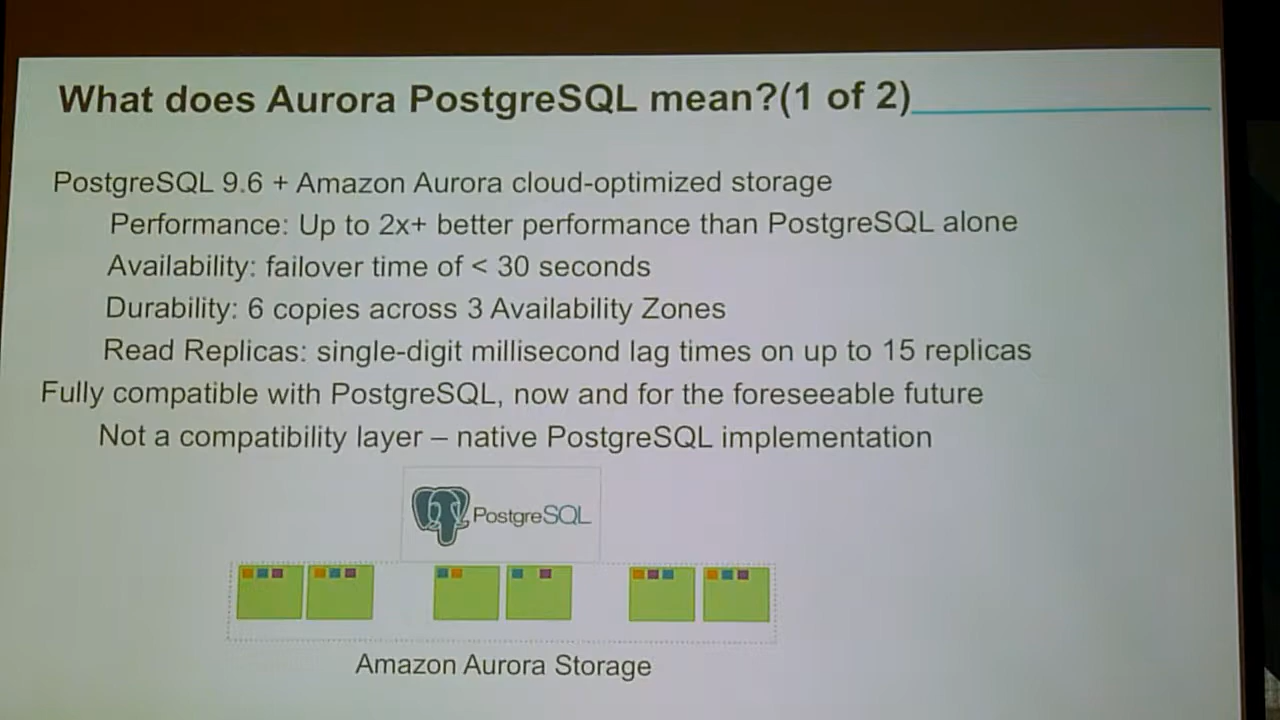 What does Aurora PostgreSQL mean?(1 of 2)
PostgreSQL 9.6 + Amazon Aurora cloud-optimized storage
Performance: Up to 2x+ better performance than PostgreSQL alone
Availability: failover time of < 30 seconds
Durability: 6 copies across 3 Availability Zones
Read Replicas: single-digit millisecond lag times on up to 15 replicas
Fully compatible with PostgreSQL, now and for the foreseeable future
Not a compatibility layer – native PostgreSQL implementation
PostgreSQL
Amazon Aurora Storage